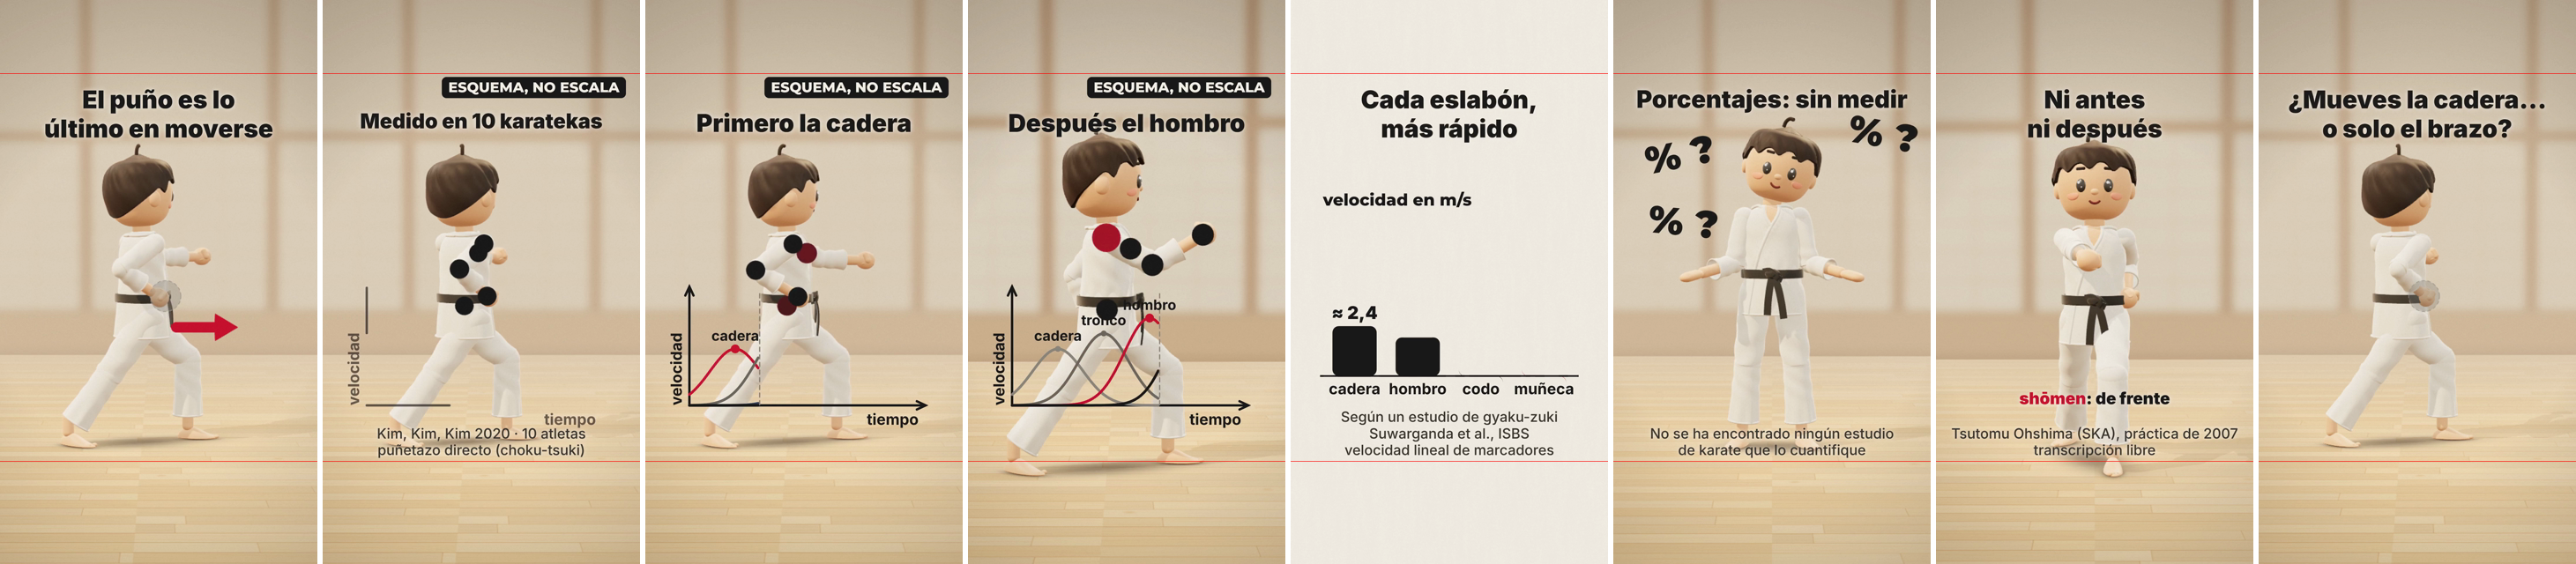 El puño es lo
último en moverse
ESQUEMA, NO ESCALA
Medido en 10 karatekas
velocidad
tiempo
Kim, Kim, Kim 2020 · 10 atletas
puñetazo directo (choku-tsuki)
ESQUEMA, NO ESCALA
Primero la cadera
cadera
velocidad
tiempo
ESQUEMA, NO ESCALA
Después el hombro
hombro
tronco
cadera
velocidad
tiempo
Cada eslabón,
más rápido
velocidad en m/s
≈ 2,4
cadera hombro codo muñeca
Según un estudio de gyaku-zuki
Suwarganda et al., ISBS
velocidad lineal de marcadores
Porcentajes: sin medir
% ?
% ?
% ?
No se ha encontrado ningún estudio
de karate que lo cuantifique
Ni antes
ni después
shōmen: de frente
Tsutomu Ohshima (SKA), práctica de 2007
transcripción libre
¿Mueves la cadera...
o solo el brazo?